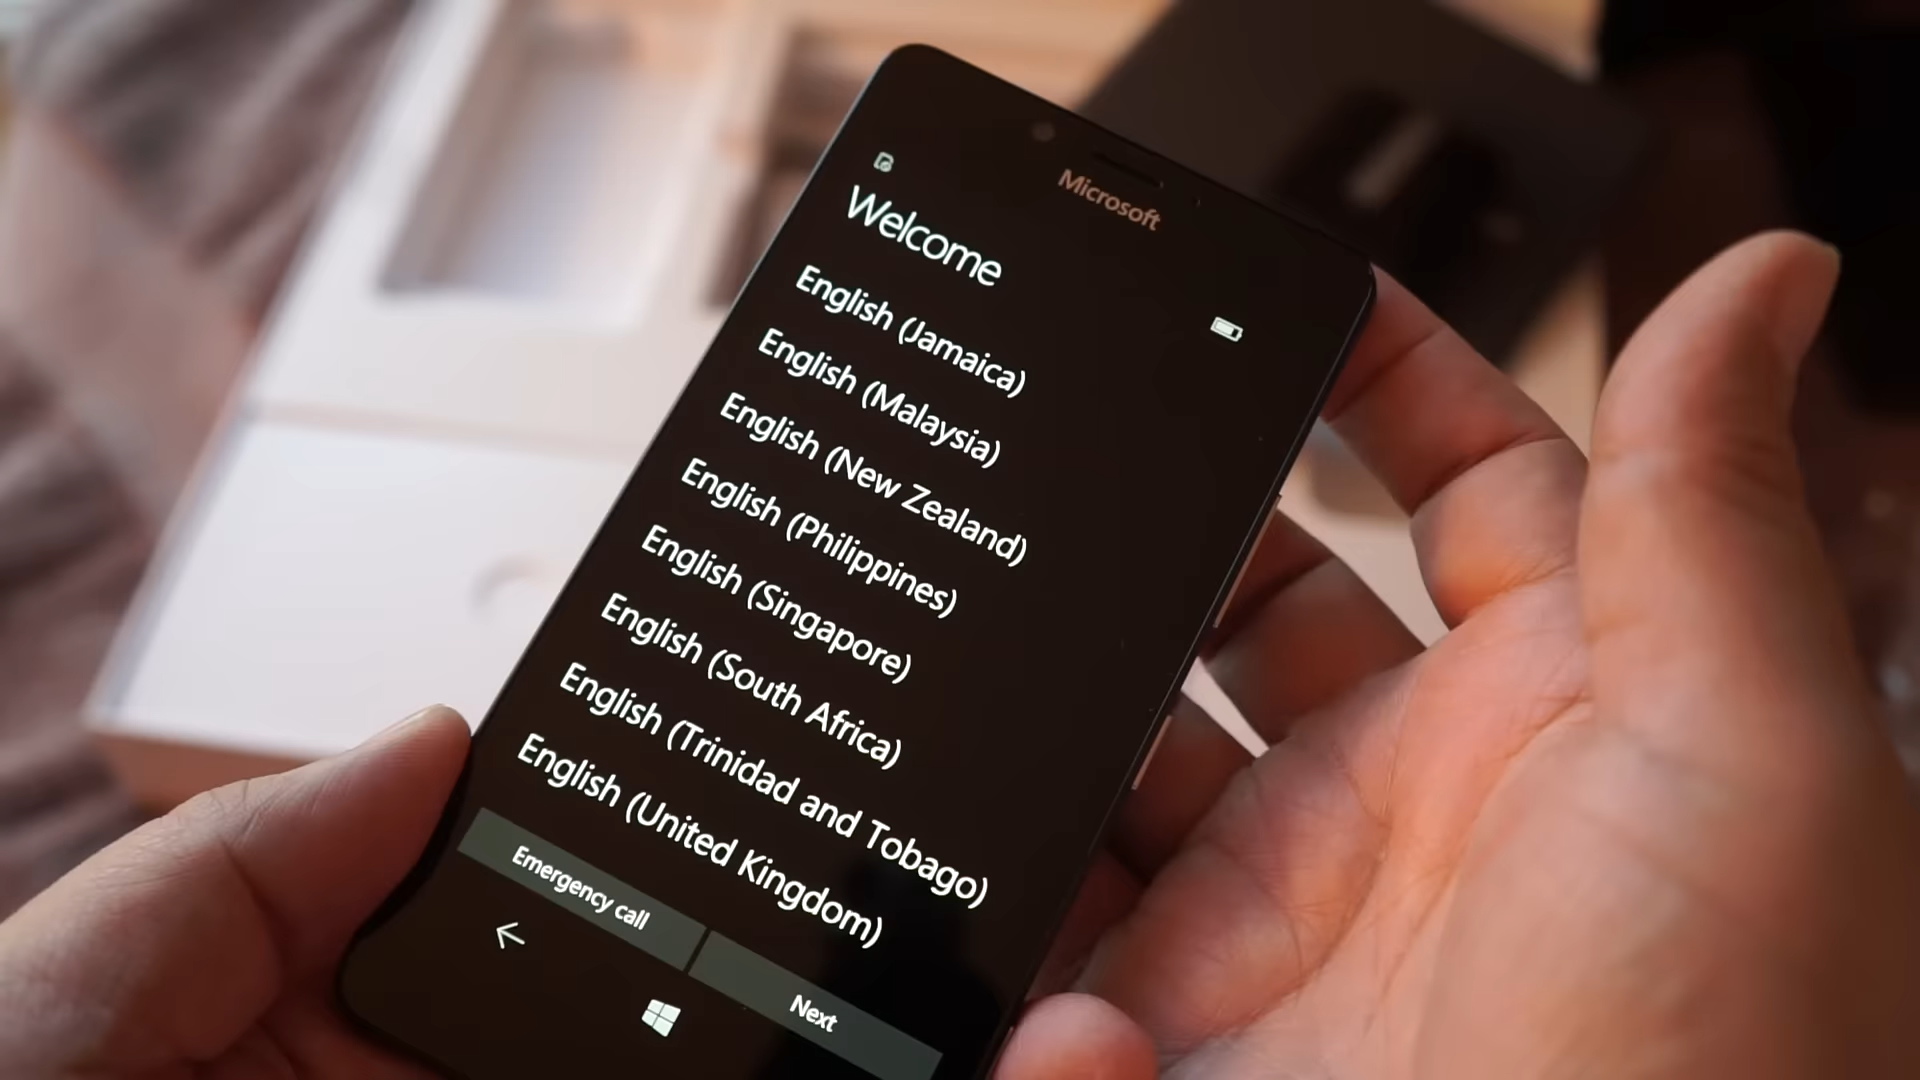 Microsoft
Welcome
English (Jamaica)
English (Malaysia)
English (New Zealand)
English (Philippines)
English (Singapore)
English (South Africa)
English (Trinidad and Tobago)
English (United Kingdom)
Emergency call
Next